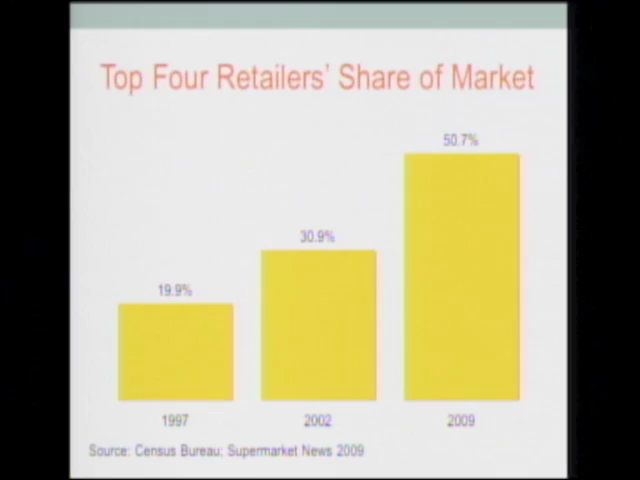 Top Four Retailers' Share of Market
50.7%
30.9%
19.9%
1997 2002 2009
Source: Census Bureau; Supermarket News 2009